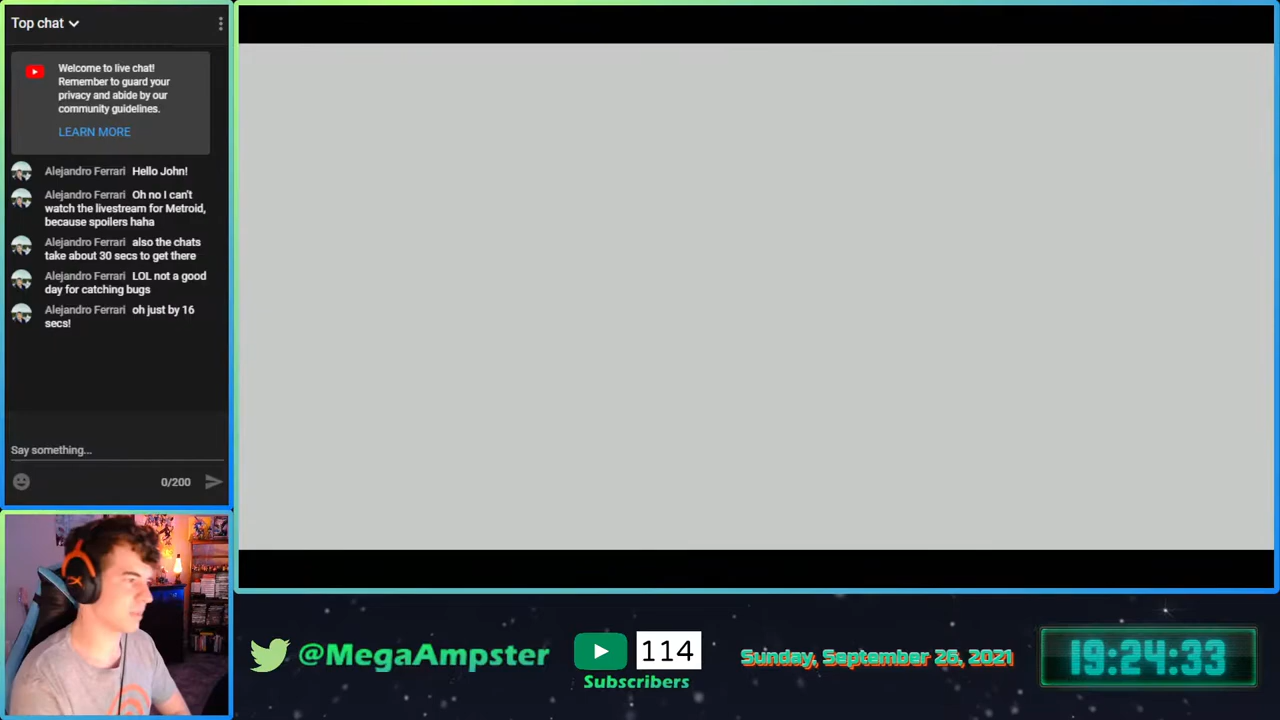 Top chat
Welcome to live chat!
Remember to guard your
privacy and abide by our
community guidelines.
LEARN MORE
Alejandro Ferrari Hello John!
Alejandro Ferrari Oh no I can't
watch the livestream for Metroid,
because spoilers haha
Alejandro Ferrari also the chats
take about 30 secs to get there
Alejandro Ferrari LOL not a good
day for catching bugs
Alejandro Ferrari oh just by 16
secs!
Say something...
0/200
@MegaAmpster
114
Subscribers
Sunday, September 26, 2021
19:24:33